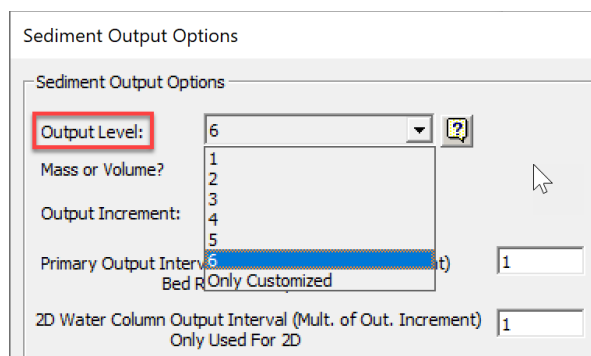 Sediment Output Options
Sediment Output Options
Output Level: 6
1
Mass or Volume?
2
3
Output Increment:
4
5
6
Primary Output Interv t) 1
Only Customized
Bed R
2D Water Column Output Interval (Mult. of Out. Increment) 1
Only Used For 2D